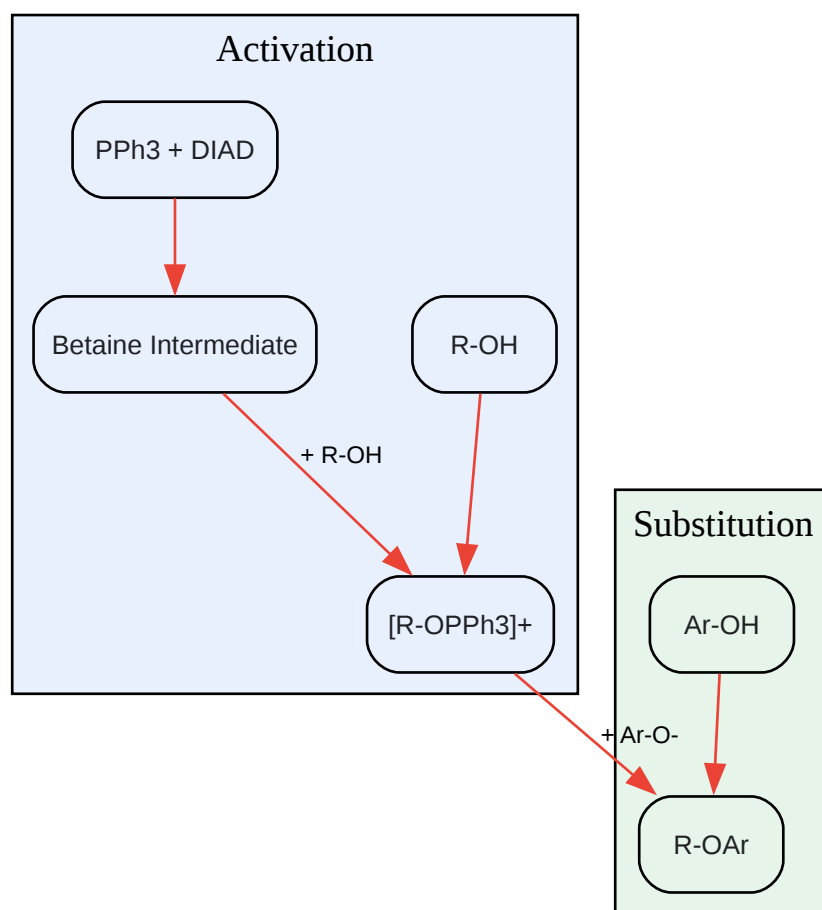 Activation
PPh3 + DIAD
Betaine Intermediate
R-OH
+ R-OH
Substitution
[R-OPPh3]+
Ar-OH
+ Ar-O-
R-OAr